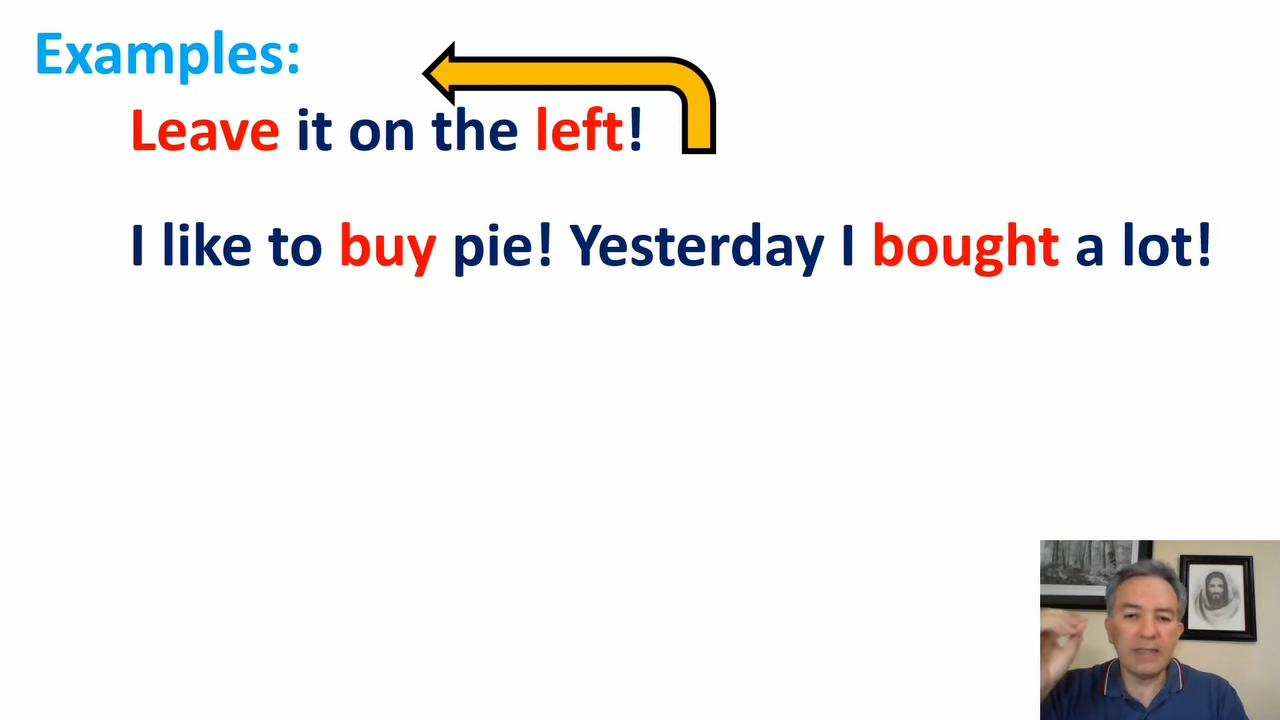 Examples:
Leave it on the left!
I like to buy pie! Yesterday I bought a lot!